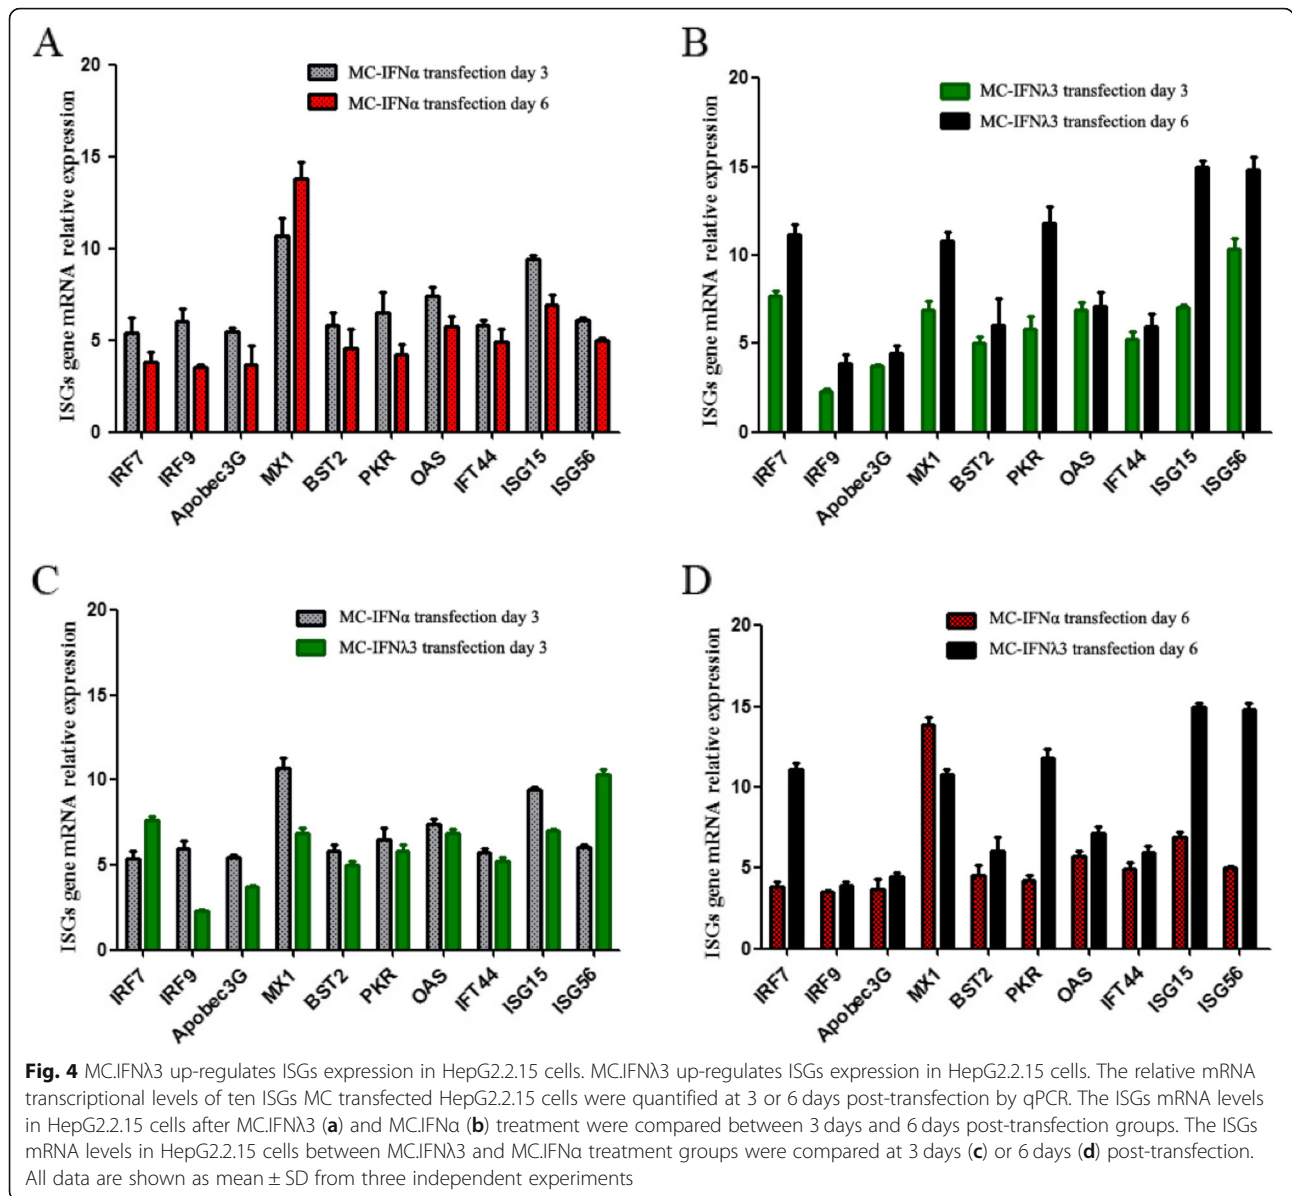 A
ISGs gene mRNA relative expression
20
15
10
5
0
MC-IFNα transfection day 3
MC-IFNα transfection day 6
IRF7
IRF9
Apobec3G
MX1
BST2
PKR
OAS
IFT44
ISG15
ISG56
B
ISGs gene mRNA relative expression
20
15
10
5
0
MC-IFNλ3 transfection day 3
MC-IFNλ3 transfection day 6
IRF7
IRF9
Apobec3G
MX1
BST2
PKR
OAS
IFT44
ISG15
ISG56
C
ISGs gene mRNA relative expression
20
15
10
5
0
MC-IFNα transfection day 3
MC-IFNλ3 transfection day 3
IRF7
IRF9
Apobec3G
MX1
BST2
PKR
OAS
IFT44
ISG15
ISG56
D
ISGs gene mRNA relative expression
20
15
10
5
0
MC-IFNα transfection day 6
MC-IFNλ3 transfection day 6
IRF7
IRF9
Apobec3G
MX1
BST2
PKR
OAS
IFT44
ISG15
ISG56
Fig. 4 MC.IFNλ3 up-regulates ISGs expression in HepG2.2.15 cells. MC.IFNλ3 up-regulates ISGs expression in HepG2.2.15 cells. The relative mRNA
transcriptional levels of ten ISGs MC transfected HepG2.2.15 cells were quantified at 3 or 6 days post-transfection by qPCR. The ISGs mRNA levels
in HepG2.2.15 cells after MC.IFNλ3 (a) and MC.IFNα (b) treatment were compared between 3 days and 6 days post-transfection groups. The ISGs
mRNA levels in HepG2.2.15 cells between MC.IFNλ3 and MC.IFNα treatment groups were compared at 3 days (c) or 6 days (d) post-transfection.
All data are shown as mean ± SD from three independent experiments